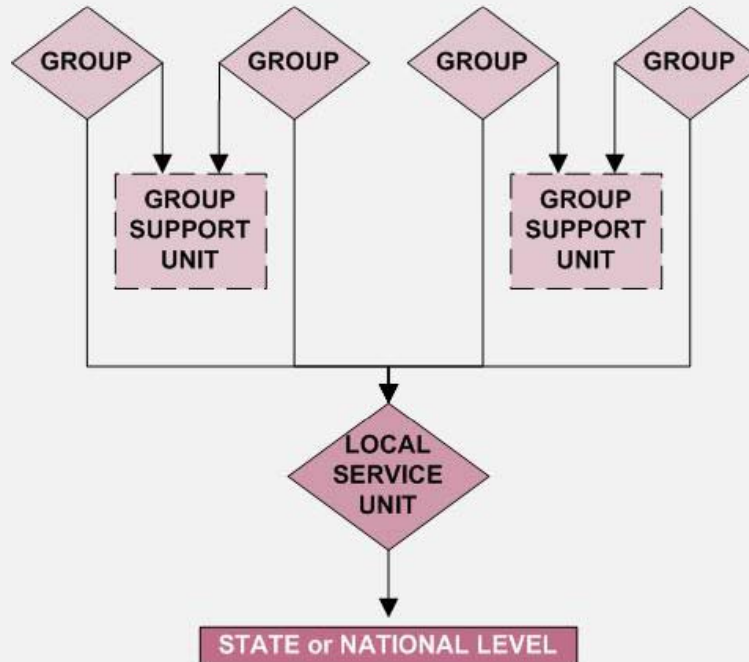 GROUP
GROUP
GROUP
GROUP
GROUP
SUPPORT
UNIT
GROUP
SUPPORT
UNIT
LOCAL
SERVICE
UNIT
STATE or NATIONAL LEVEL